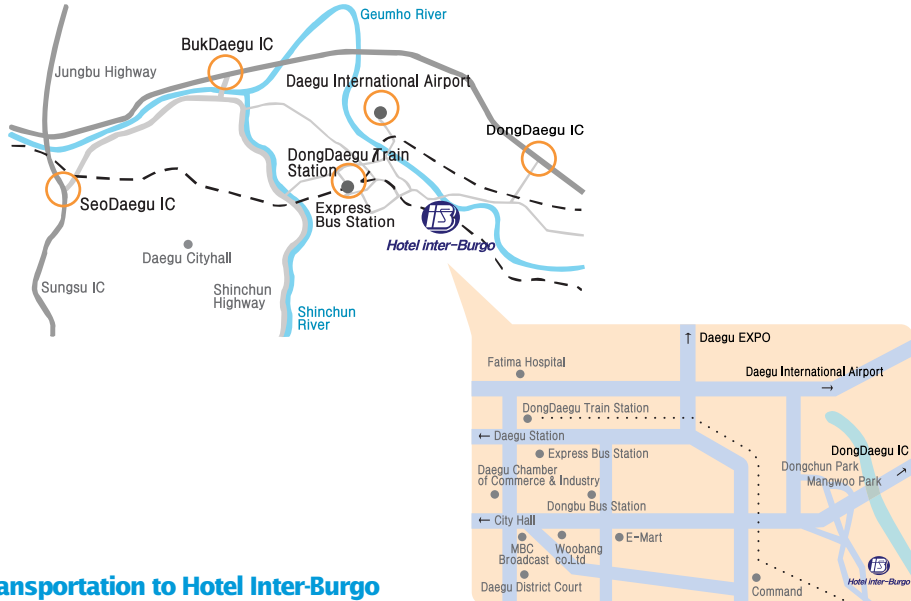 Geumho River
BukDaegu IC
Jungbu Highway
Daegu International Airport
DongDaegu IC
DongDaegu Train
Station
SeoDaegu IC
Express
Bus Station
Hotel inter-Burgo
Daegu Cityhall
Sungsu IC
Shinchun
Highway
Shinchun
River
↑ Daegu EXPO
Fatima Hospital
Daegu International Airport
→
DongDaegu Train Station
← Daegu Station
Express Bus Station
DongDaegu IC
↗
Daegu Chamber
of Commerce & Industry
Dongchun Park
Mangwoo Park
Dongbu Bus Station
← City Hall
E-Mart
MBC
Broadcast
Woobang
co.Ltd
Daegu District Court
Command
Hotel inter-Burgo
ansportation to Hotel Inter-Burgo